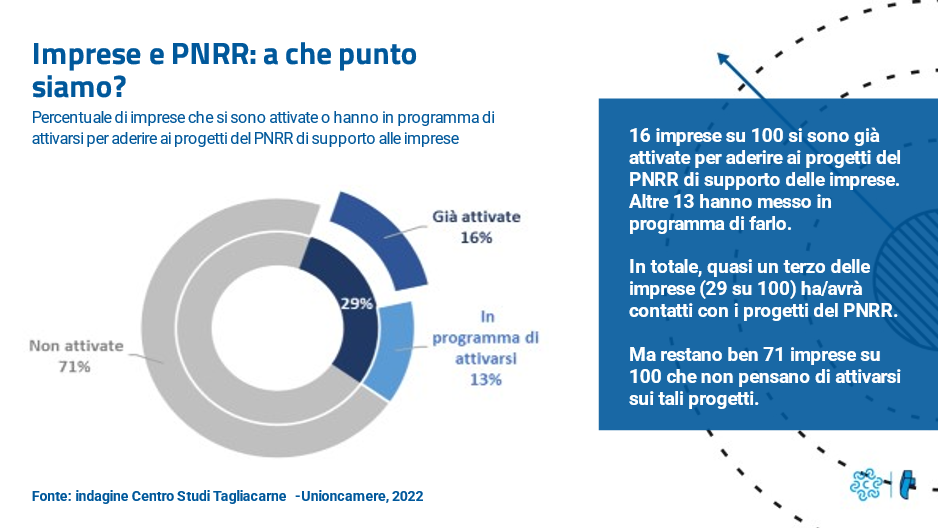 Imprese e PNRR: a che punto
siamo?
Percentuale di imprese che si sono attivate o hanno in programma di
attivarsi per aderire ai progetti del PNRR di supporto alle imprese
Già attivate
16%
29%
In
programma di
attivarsi
13%
Non attivate
71%
16 imprese su 100 si sono già
attivate per aderire ai progetti del
PNRR di supporto delle imprese.
Altre 13 hanno messo in
programma di farlo.
In totale, quasi un terzo delle
imprese (29 su 100) ha/avrà
contatti con i progetti del PNRR.
Ma restano ben 71 imprese su
100 che non pensano di attivarsi
sui tali progetti.
Fonte: indagine Centro Studi Tagliacarne -Unioncamere, 2022